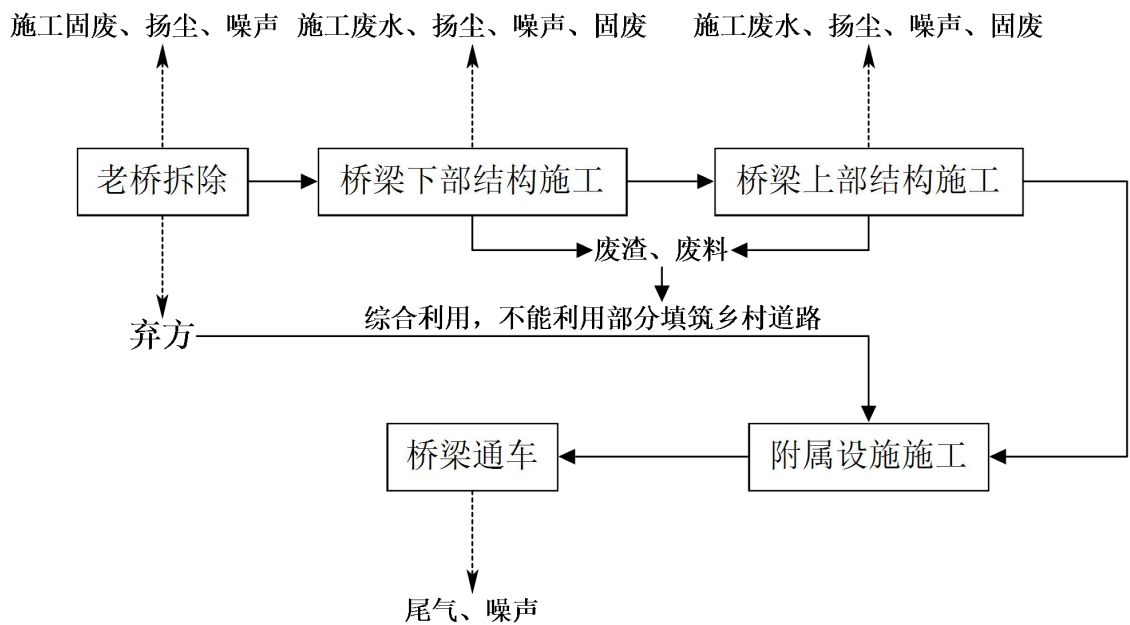 施工固废、扬尘、噪声
施工废水、扬尘、噪声、固废
施工废水、扬尘、噪声、固废
老桥拆除
桥梁下部结构施工
桥梁上部结构施工
废渣、废料
综合利用，不能利用部分填筑乡村道路
弃方
桥梁通车
附属设施施工
尾气、噪声